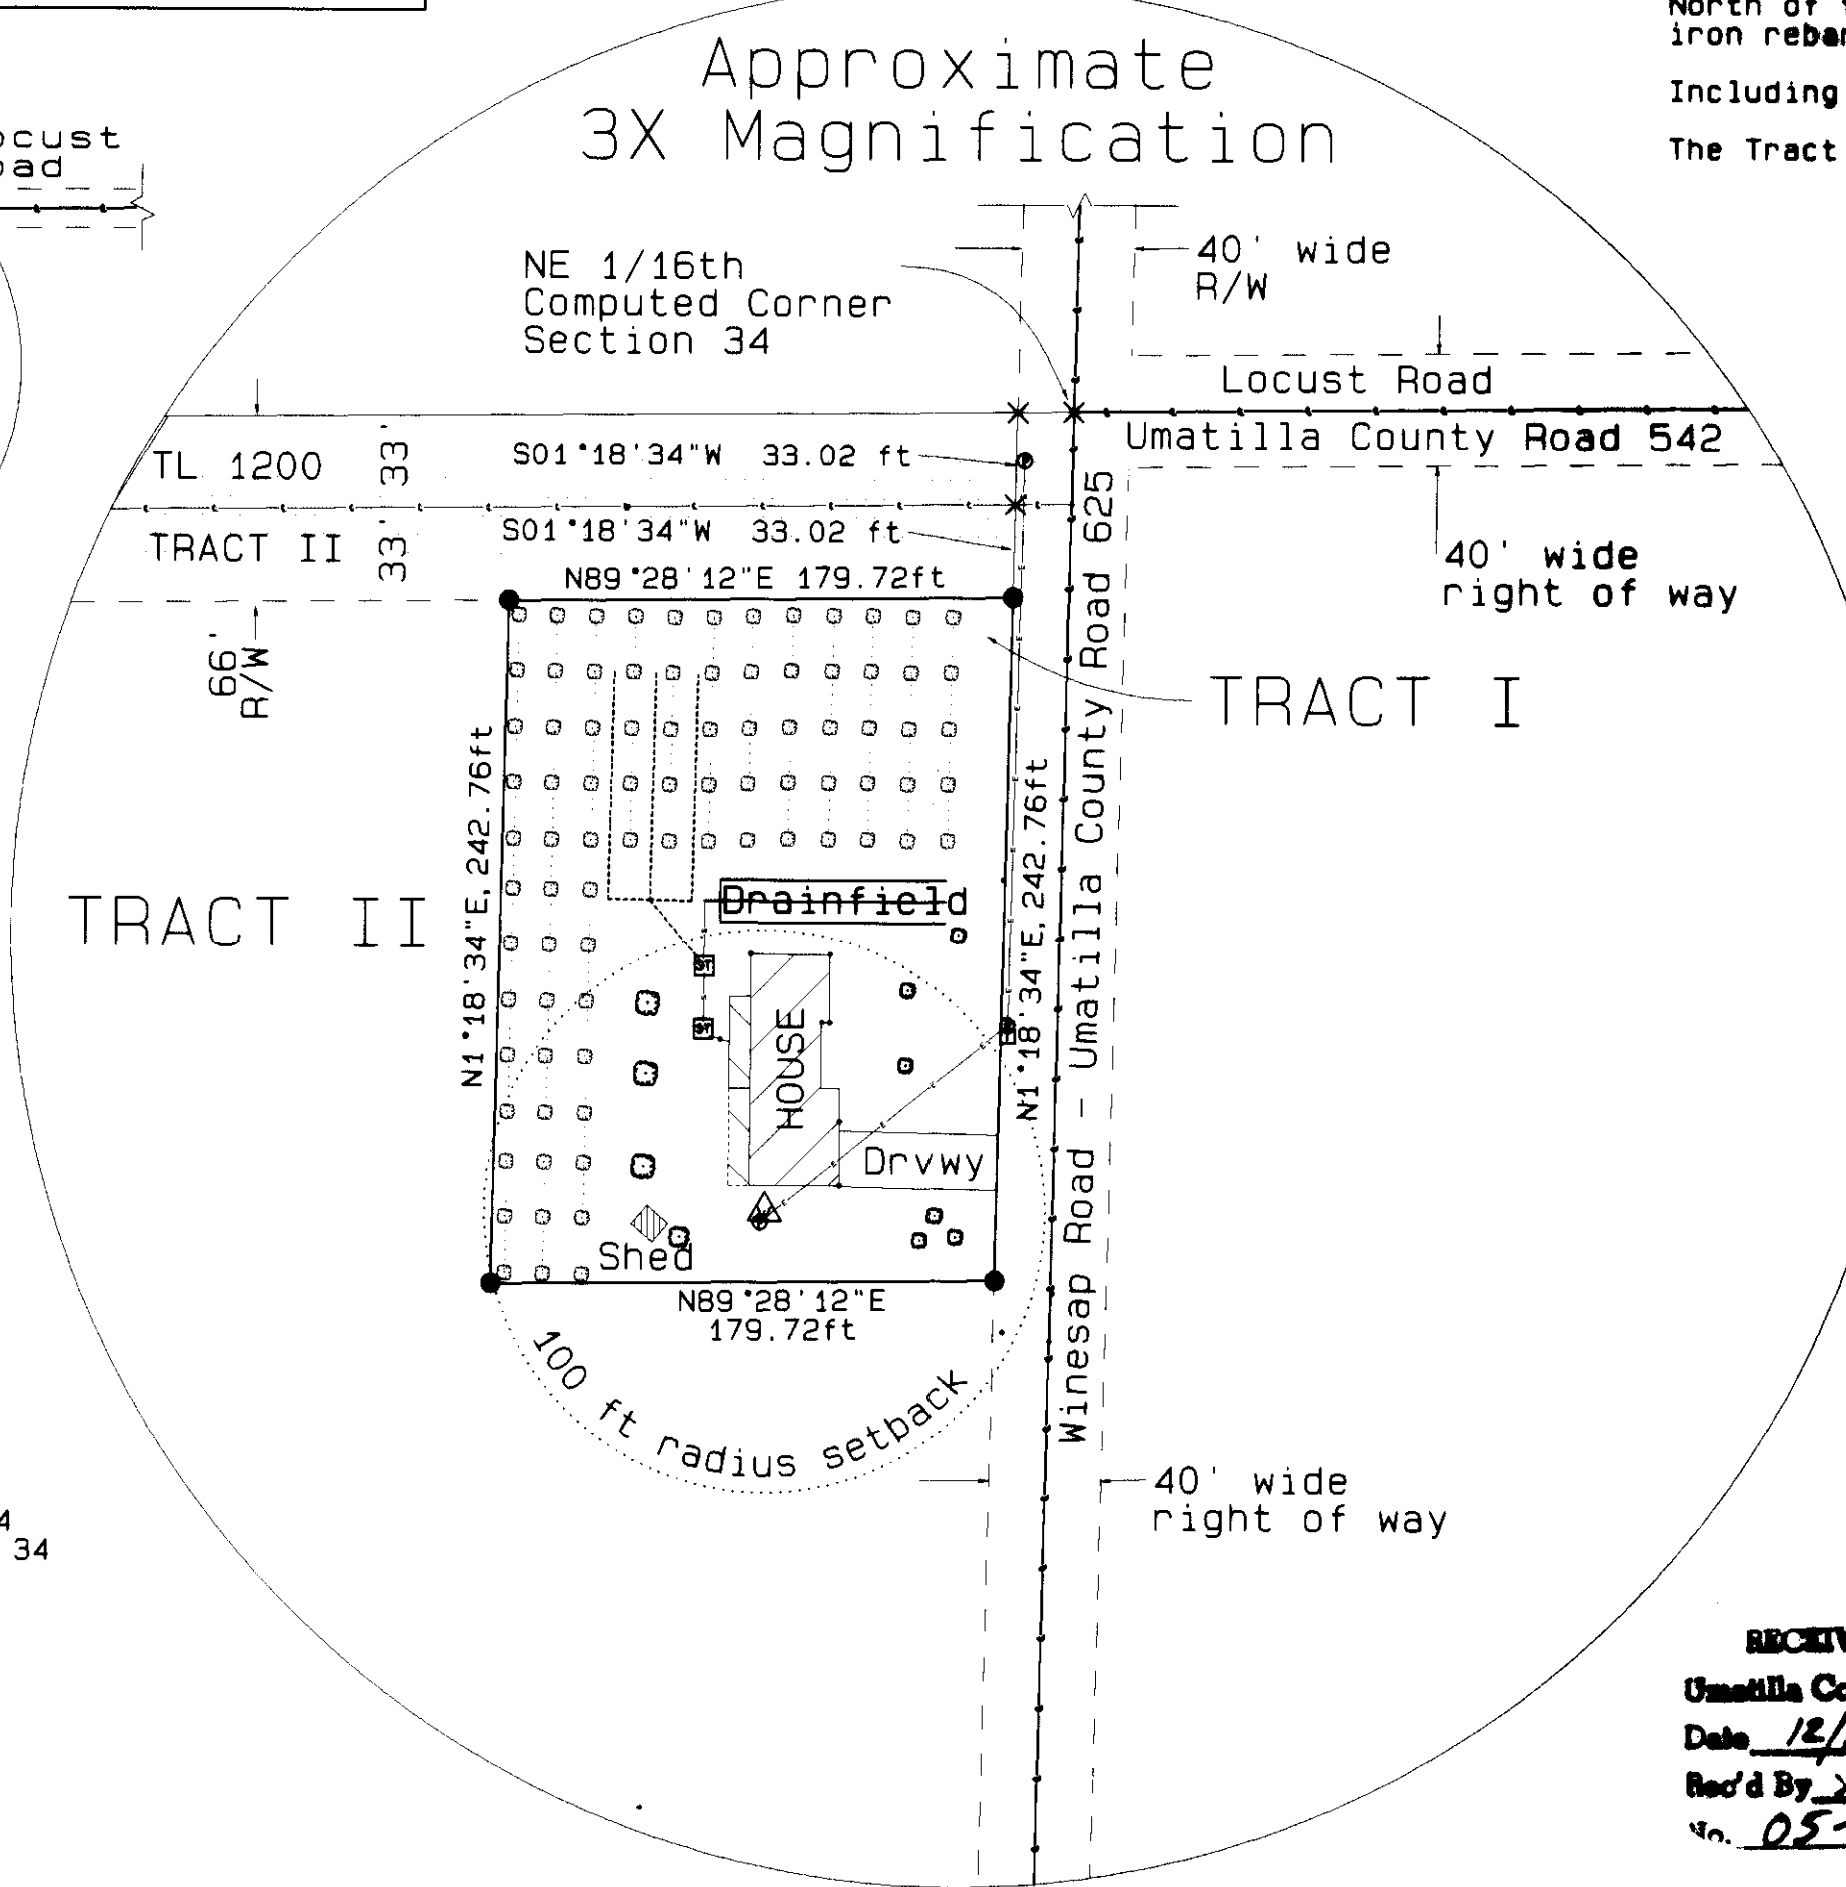 North of
iron rebar
Including
The Tract
Approximate
3X Magnification
NE 1/16th
Computed Corner
Section 34
40' wide
R/W
Locust Road
Umatilla County Road 542
TL 1200
33'
S01°18'34"W 33.02 ft
TRACT II
33'
S01°18'34"W 33.02 ft
N89°28'12"E 179.72ft
40' wide
right of way
66'
R/W
TRACT I
TRACT II
N1°18'34"E, 242.76ft
N1°18'34"E, 242.76ft
Winesap Road - Umatilla County Road 625
Drainfield
HOUSE
Drvwy
Shed
N89°28'12"E
179.72ft
100 ft radius setback
40' wide
right of way
34
Umatilla Co
Date 12/
Rec'd By
No. 05-